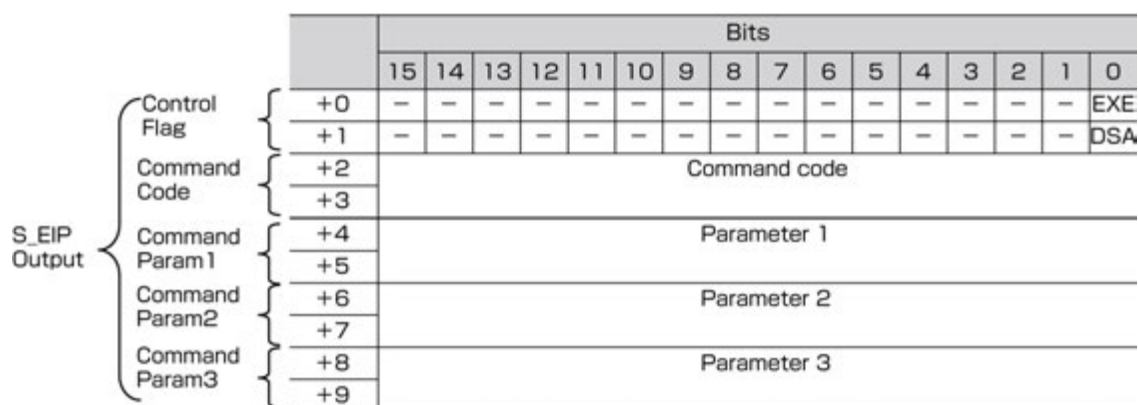 Bits
15 14 13 12 11 10 9 8 7 6 5 4 3 2 1 0
Control Flag
+0 – – – – – – – – – – – – – – – EXE
+1 – – – – – – – – – – – – – – – DSA
Command Code
+2 Command code
+3
S_EIP Output
Command Param1
+4 Parameter 1
+5
Command Param2
+6 Parameter 2
+7
Command Param3
+8 Parameter 3
+9